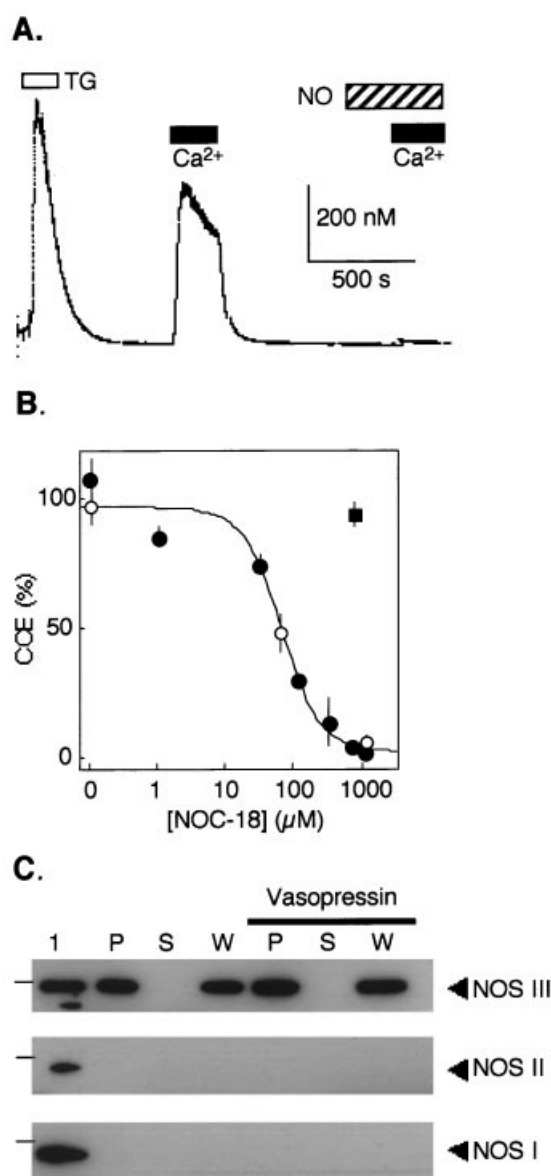 A.
TG
NO
Ca²⁺
Ca²⁺
200 nM
500 s
B.
CCE (%)
100
50
0
0 1 10 100 1000
[NOC-18] (µM)
C.
Vasopressin
1 P S W P S W
NOS III
NOS II
NOS I